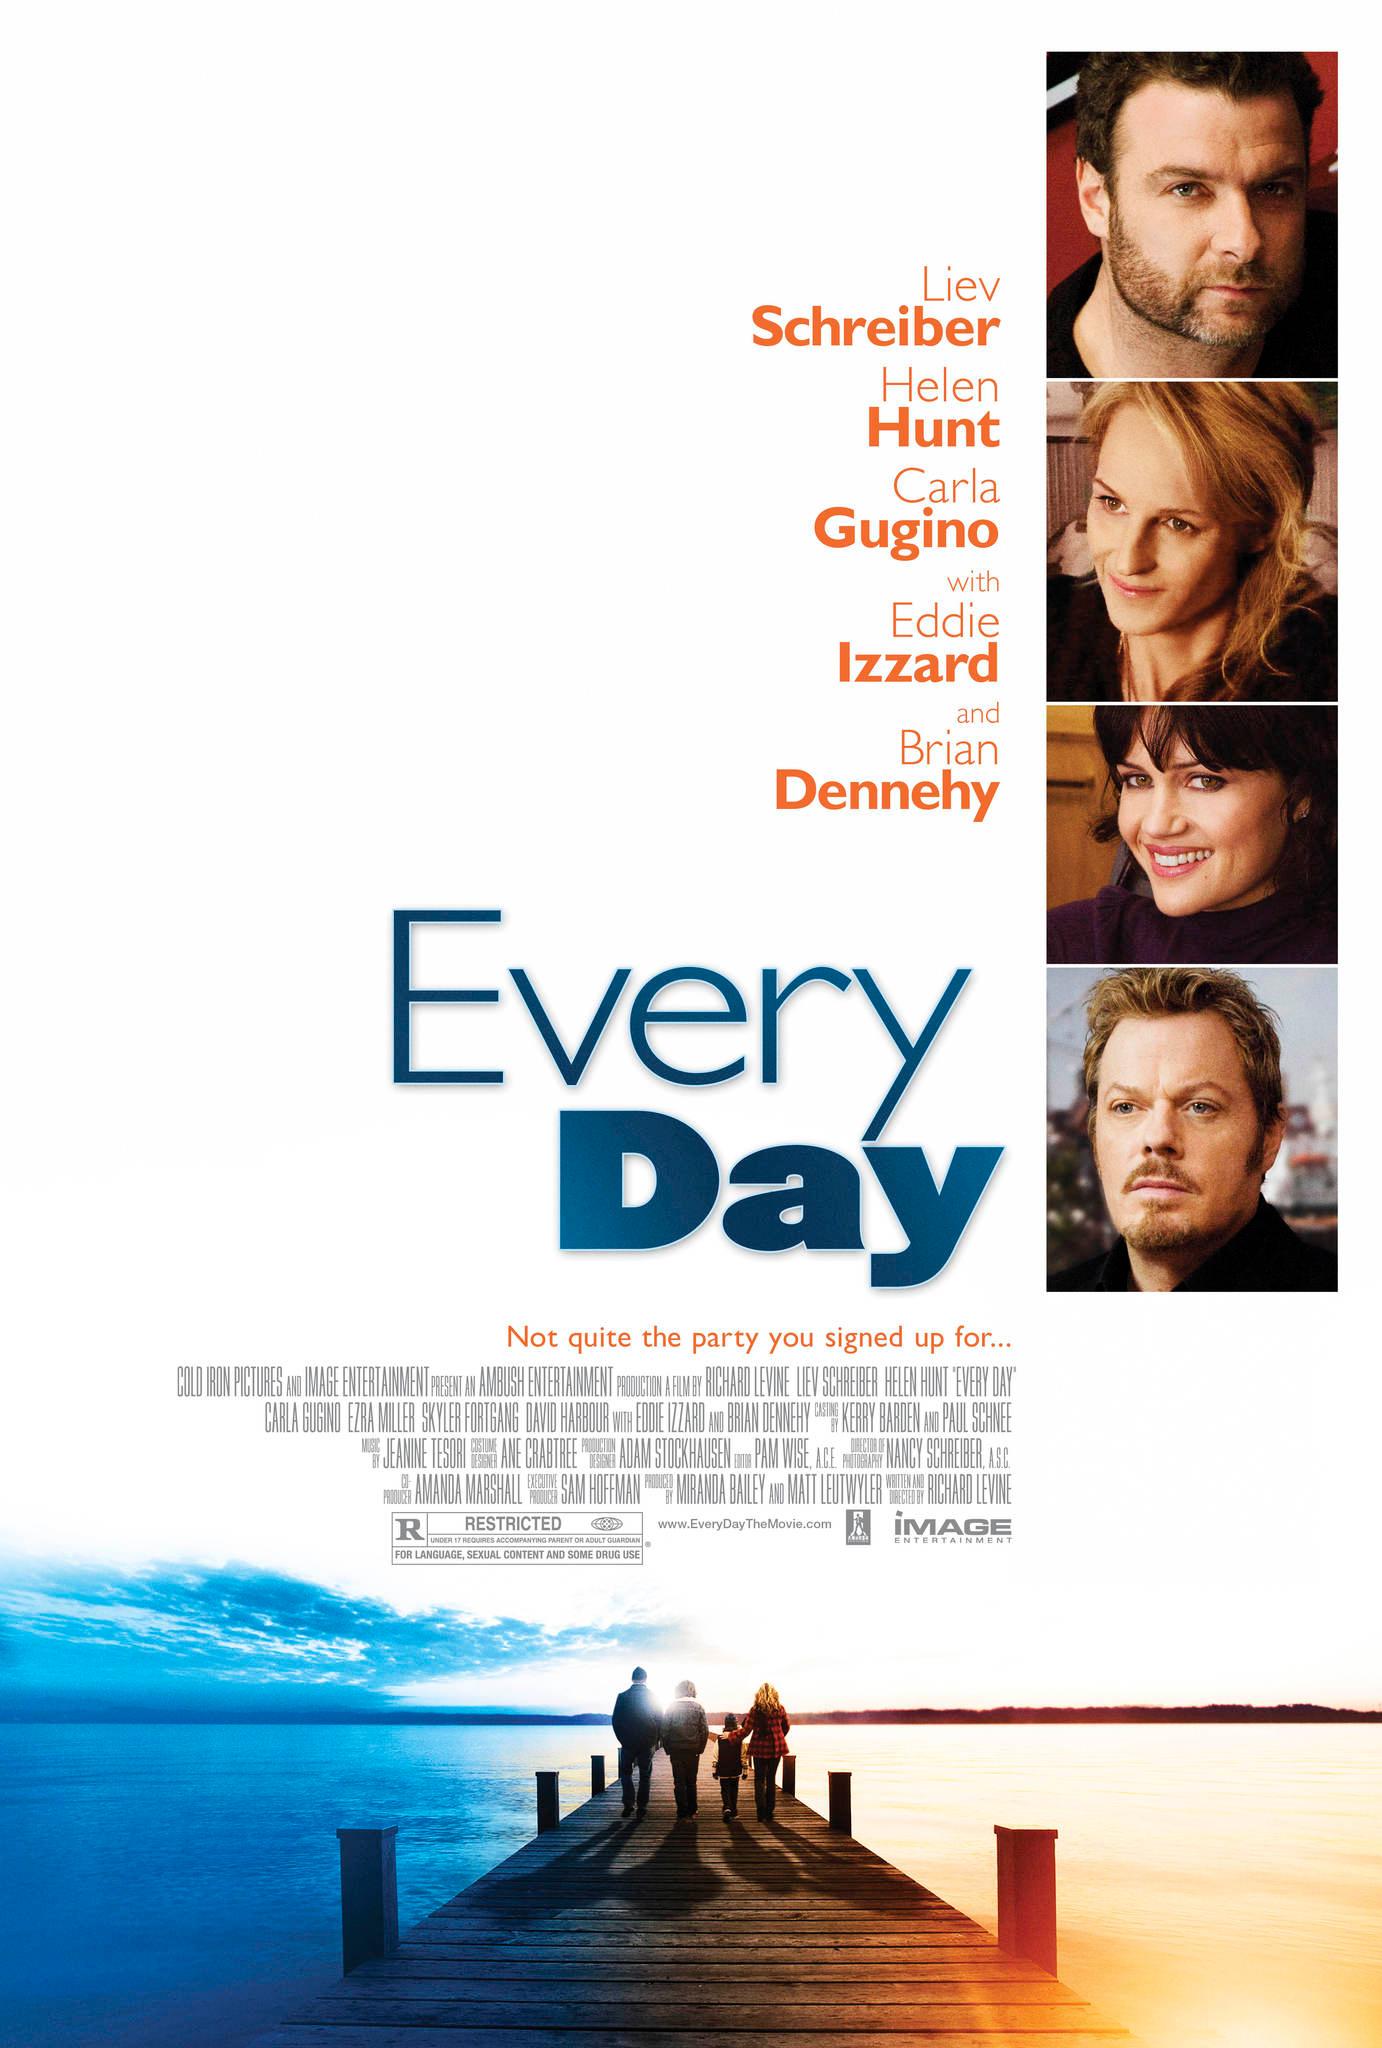 Liev
Schreiber
Helen
Hunt
Carla
Gugino
with
Eddie
Izzard
and
Brian
Dennehy
Every
Day
Not quite the party you signed up for...
COLD IRON PICTURES AND IMAGE ENTERTAINMENT PRESENT AN AMBUSH ENTERTAINMENT PRODUCTION A FILM BY RICHARD LEVINE LIEV SCHREIBER HELEN HUNT "EVERY DAY"
CARLA GUGINO EZRA MILLER SKYLER FORTGANG DAVID HARBOUR WITH EDDIE IZZARD AND BRIAN DENNEHY CASTING BY KERRY BARDEN AND PAUL SCHNEE
MUSIC BY JEANINE TESORI COSTUME DESIGNER ANE CRABTREE PRODUCTION DESIGNER ADAM STOCKHAUSEN EDITOR PAM WISE, A.C.E. DIRECTOR OF PHOTOGRAPHY NANCY SCHREIBER, A.S.C.
CO-PRODUCER AMANDA MARSHALL EXECUTIVE PRODUCER SAM HOFFMAN PRODUCED BY MIRANDA BAILEY AND MATT LEUTWYLER WRITTEN AND DIRECTED BY RICHARD LEVINE
R RESTRICTED
UNDER 17 REQUIRES ACCOMPANYING PARENT OR ADULT GUARDIAN
FOR LANGUAGE, SEXUAL CONTENT AND SOME DRUG USE
®
www.EveryDayTheMovie.com
iMAGE
ENTERTAINMENT